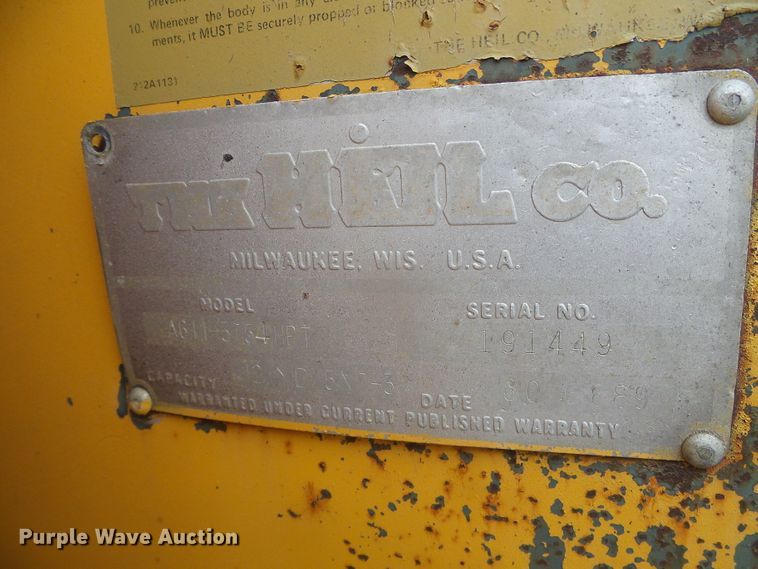 10. Whenever the body is in any
ments, it MUST BE securely propped or blocked
THE HEIL CO.
212A1131
THE HEIL CO.
MILWAUKEE, WIS. U.S.A.
MODEL SERIAL NO.
191449
CAPACITY DATE
WARRANTED UNDER CURRENT PUBLISHED WARRANTY
Purple Wave Auction